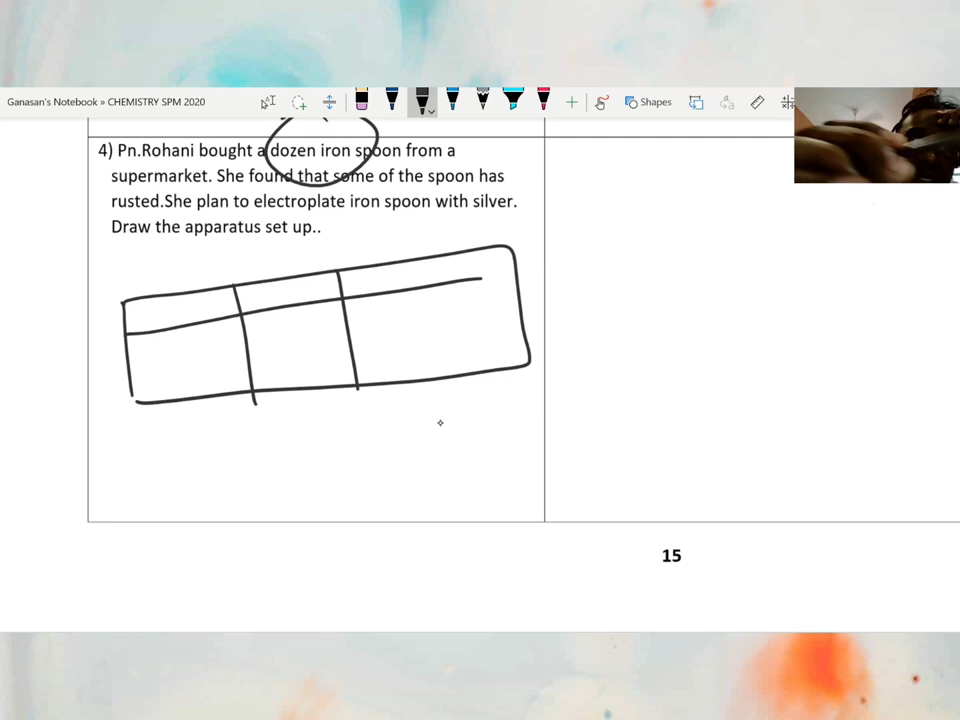 Ganasan's Notebook » CHEMISTRY SPM 2020
Shapes
4) Pn.Rohani bought a dozen iron spoon from a
supermarket. She found that some of the spoon has
rusted.She plan to electroplate iron spoon with silver.
Draw the apparatus set up..
15